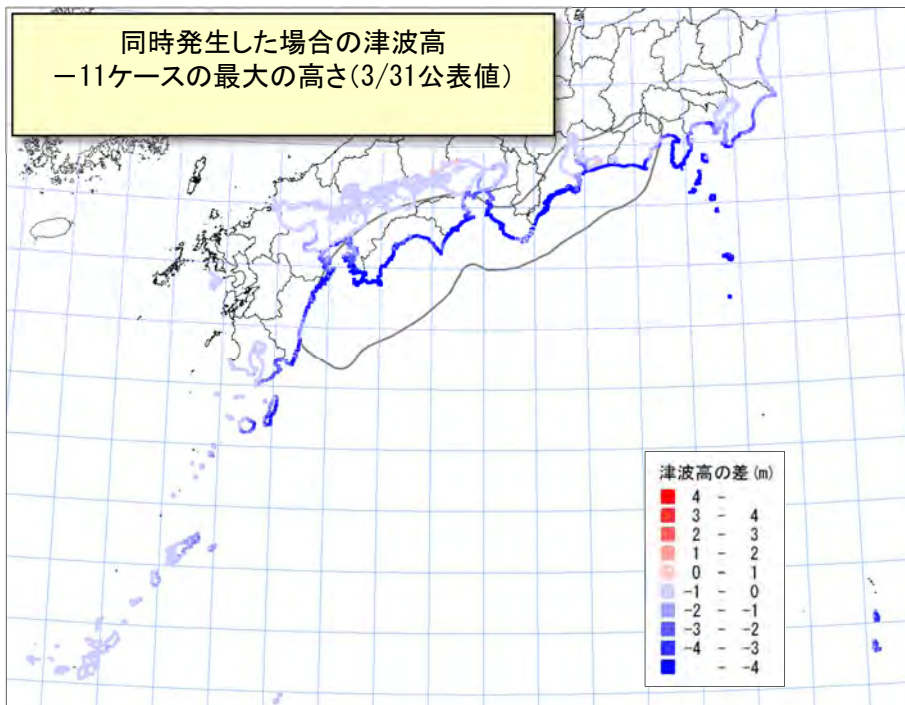 同時発生した場合の津波高
－11ケースの最大の高さ(3/31公表値)
津波高の差(m)
4 -
3 - 4
2 - 3
1 - 2
0 - 1
-1 - 0
-2 - -1
-3 - -2
-4 - -3
- -4